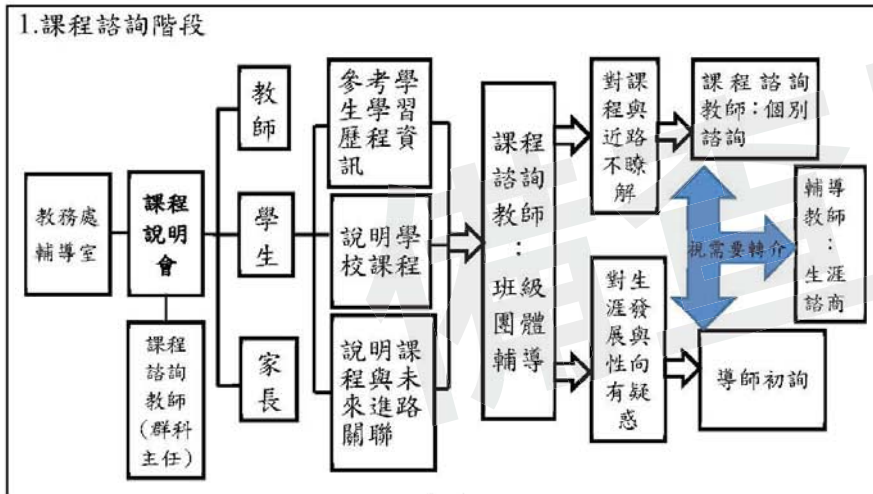 1.課程諮詢階段
教務處
輔導室
課程
說明
會
課程
諮詢
教師
(群科
主任)
教
師
學
生
家
長
參考學
生學習
歷程資
訊
說明學
校課程
說明課
程與未
來進路
關聯
課程
諮詢
教師
：
班級
團體
輔導
對課
程與
近路
不瞭
解
課程諮詢
教師：個別
諮詢
對生
涯發
展與
性向
有疑
惑
導師初詢
視需要轉介
輔導
教師
：
生涯
諮商
備查